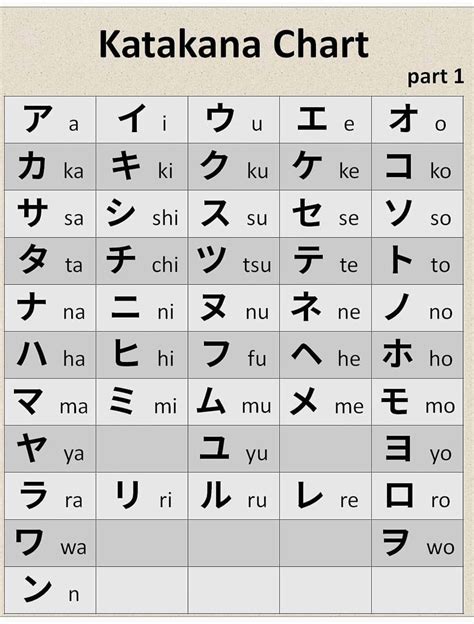 Katakana Chart
part 1
ア a イ i ウ u エ e オ o
カ ka キ ki ク ku ケ ke コ ko
サ sa シ shi ス su セ se ソ so
タ ta チ chi ツ tsu テ te ト to
ナ na ニ ni ヌ nu ネ ne ノ no
ハ ha ヒ hi フ fu ヘ he ホ ho
マ ma ミ mi ム mu メ me モ mo
ヤ ya ユ yu ヨ yo
ラ ra リ ri ル ru レ re ロ ro
ワ wa ヲ wo
ン n